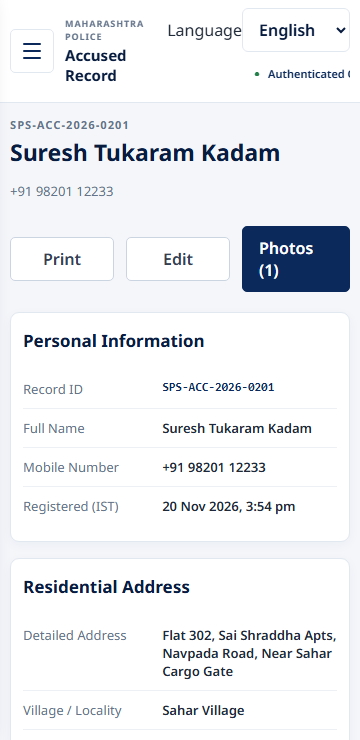 MAHARASHTRA
POLICE
Accused
Record
Language
English
Authenticated
SPS-ACC-2026-0201
Suresh Tukaram Kadam
+91 98201 12233
Print
Edit
Photos
(1)
Personal Information
Record ID SPS-ACC-2026-0201
Full Name Suresh Tukaram Kadam
Mobile Number +91 98201 12233
Registered (IST) 20 Nov 2026, 3:54 pm
Residential Address
Detailed Address Flat 302, Sai Shraddha Apts,
Navpada Road, Near Sahar
Cargo Gate
Village / Locality Sahar Village